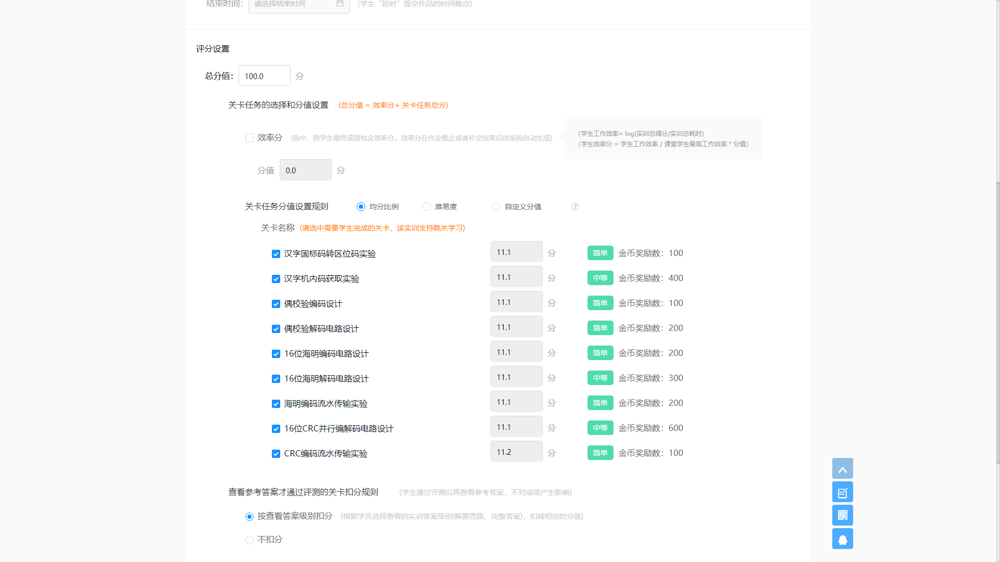 结束时间： 请选择结束时间 (学生“延时”提交作品的时间截点)
评分设置
总分值： 100.0 分
关卡任务的选择和分值设置 (总分值 = 效率分+ 关卡任务总分)
效率分 (选中，则学生最终成绩包含效率分。效率分在作业截止或者补交结束后由系统自动生成)
(学生工作效率= log(实训总得分/实训总耗时)
(学生效率分 = 学生工作效率 / 课堂学生最高工作效率 * 分值)
分值 0.0 分
关卡任务分值设置规则 均分比例 难易度 自定义分值 ?
关卡名称 (请选中需要学生完成的关卡，该实训支持跳关学习)
汉字国标码转区位码实验 11.1 分 简单 金币奖励数：100
汉字机内码获取实验 11.1 分 中等 金币奖励数：400
偶校验编码设计 11.1 分 简单 金币奖励数：100
偶校验解码电路设计 11.1 分 简单 金币奖励数：200
16位海明编码电路设计 11.1 分 简单 金币奖励数：200
16位海明解码电路设计 11.1 分 中等 金币奖励数：300
海明编码流水传输实验 11.1 分 简单 金币奖励数：200
16位CRC并行编解码电路设计 11.1 分 中等 金币奖励数：600
CRC编码流水传输实验 11.2 分 简单 金币奖励数：100
查看参考答案才通过评测的关卡扣分规则 (学生通过评测后再查看参考答案，不对成绩产生影响)
按查看答案级别扣分 (根据学员选择查看的实训答案级别(解题思路、完整答案)，扣减相应的分值)
不扣分